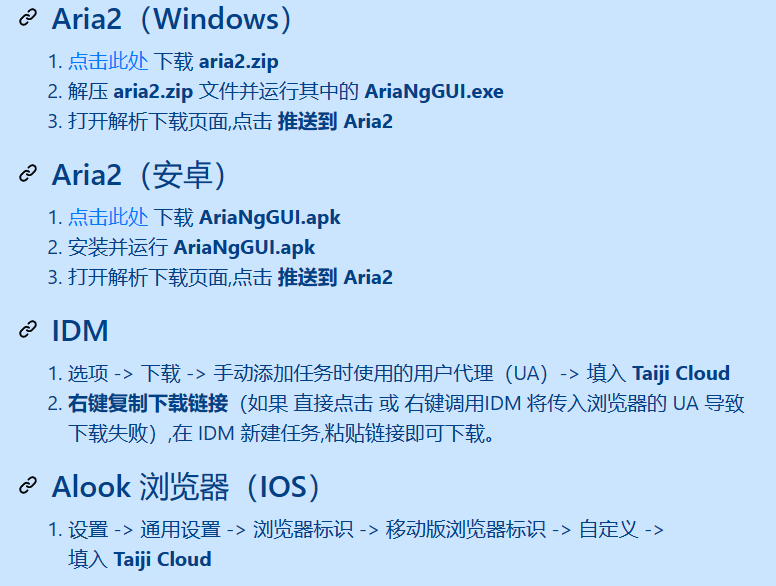 Aria2（Windows）
1. 点击此处 下载 aria2.zip
2. 解压 aria2.zip 文件并运行其中的 AriaNgGUI.exe
3. 打开解析下载页面,点击 推送到 Aria2
Aria2（安卓）
1. 点击此处 下载 AriaNgGUI.apk
2. 安装并运行 AriaNgGUI.apk
3. 打开解析下载页面,点击 推送到 Aria2
IDM
1. 选项 -> 下载 -> 手动添加任务时使用的用户代理（UA）-> 填入 Taiji Cloud
2. 右键复制下载链接（如果 直接点击 或 右键调用IDM 将传入浏览器的 UA 导致
下载失败）,在 IDM 新建任务,粘贴链接即可下载。
Alook 浏览器（IOS）
1. 设置 -> 通用设置 -> 浏览器标识 -> 移动版浏览器标识 -> 自定义 ->
填入 Taiji Cloud